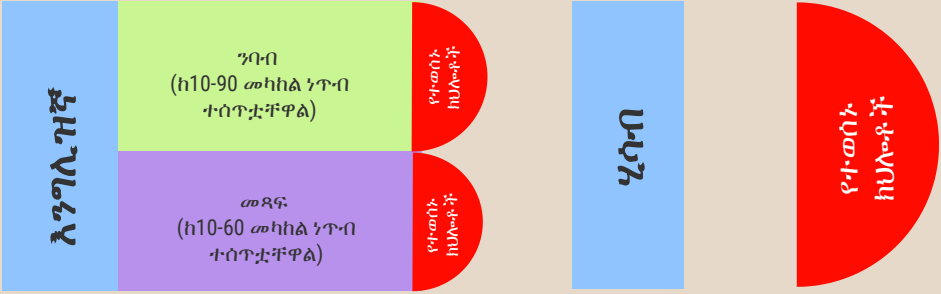 እንግሊዝኛ
ንባብ
(ከ10-90 መካከል ነጥብ
ተሰጥቷቸዋል)
የተወሰኑ
ክህሎቶች
መጻፍ
(ከ10-60 መካከል ነጥብ
ተሰጥቷቸዋል)
የተወሰኑ
ክህሎቶች
ሂሳብ
የተወሰኑ
ክህሎቶች